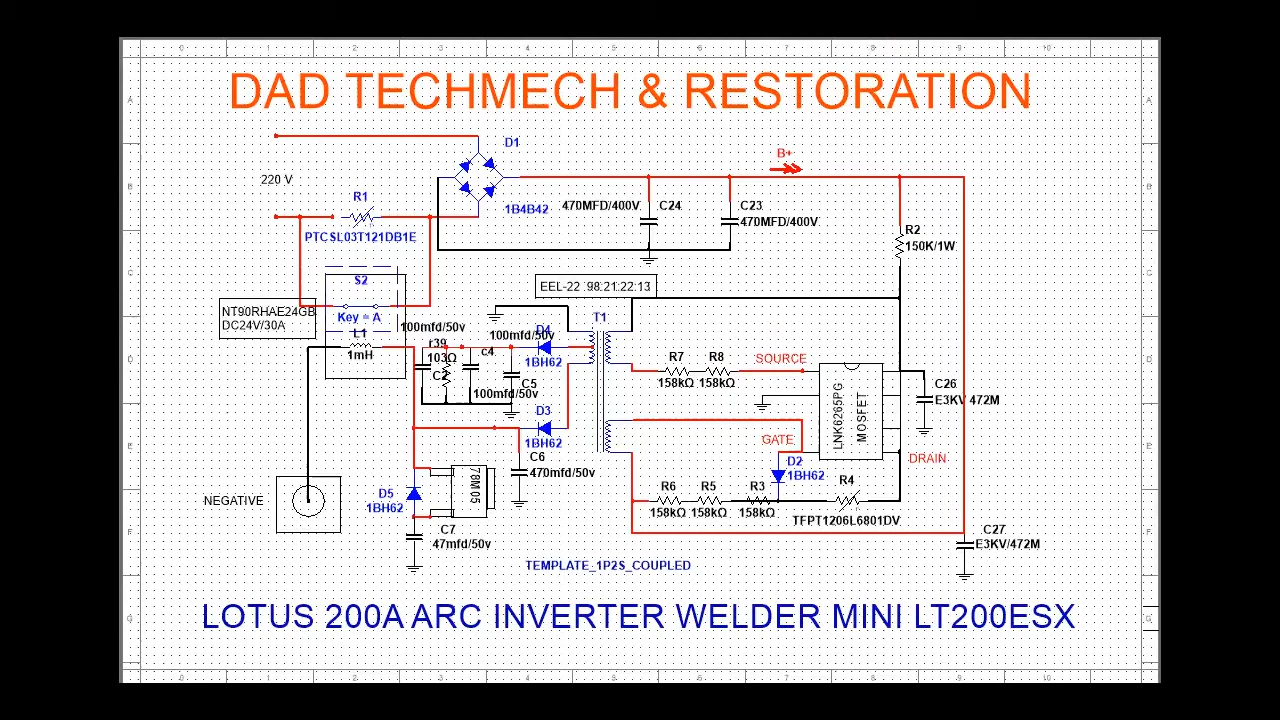 DAD TECHMECH & RESTORATION
D1
B+
220 V
R1
1B4B42
470MFD/400V
C24
C23
470MFD/400V
PTCSL03T121DB1E
R2
150K/1W
S2
EEL-22 98:21:22:13
NT90RHAE24GB
DC24V/30A
Key = A
L1
1mH
100mfd/50v
T1
100mfd/50v
D4
1BH62
r39
103Ω
C2
c4
C5
100mfd/50v
R7
158kΩ
R8
158kΩ
SOURCE
LNK6265PG
MOSFET
C26
E3KV 472M
D3
1BH62
GATE
DRAIN
C6
470mfd/50v
D2
1BH62
NEGATIVE
D5
1BH62
78M05
R6
158kΩ
R5
158kΩ
R3
158kΩ
R4
TFPT1206L6801DV
C7
47mfd/50v
C27
E3KV/472M
TEMPLATE_1P2S_COUPLED
LOTUS 200A ARC INVERTER WELDER MINI LT200ESX